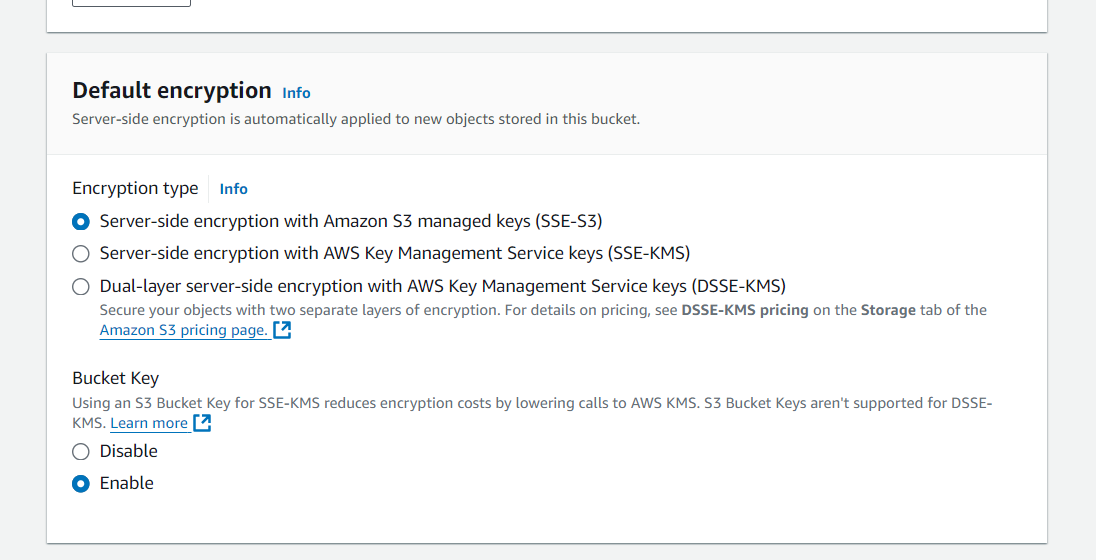 Default encryption Info
Server-side encryption is automatically applied to new objects stored in this bucket.
Encryption type Info
Server-side encryption with Amazon S3 managed keys (SSE-S3)
Server-side encryption with AWS Key Management Service keys (SSE-KMS)
Dual-layer server-side encryption with AWS Key Management Service keys (DSSE-KMS)
Secure your objects with two separate layers of encryption. For details on pricing, see DSSE-KMS pricing on the Storage tab of the
Amazon S3 pricing page.
Bucket Key
Using an S3 Bucket Key for SSE-KMS reduces encryption costs by lowering calls to AWS KMS. S3 Bucket Keys aren't supported for DSSE-
KMS. Learn more
Disable
Enable